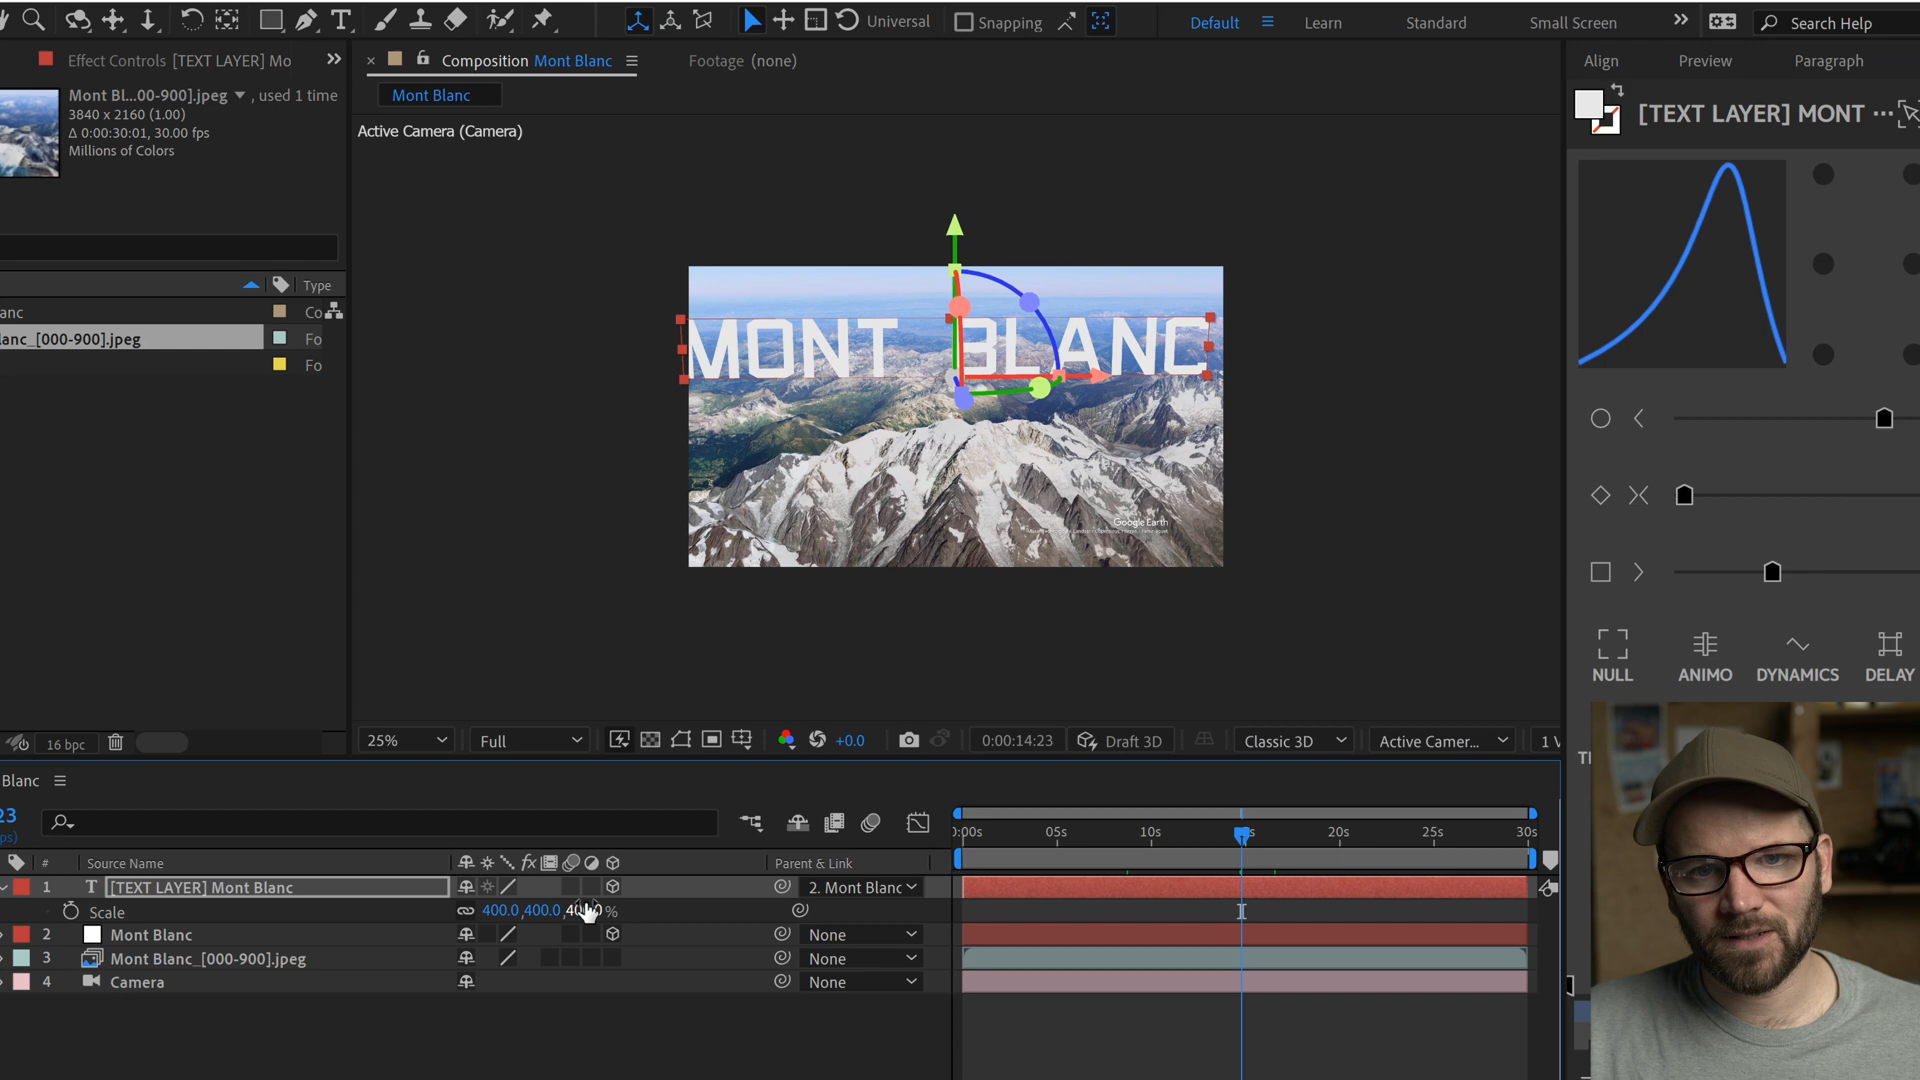 Universal
Snapping
Default
Learn
Standard
Small Screen
Search Help
Effect Controls [TEXT LAYER] Mo
Composition Mont Blanc
Footage (none)
Align
Preview
Paragraph
Mont Bl...00-900].jpeg , used 1 time
3840 x 2160 (1.00)
Δ 0:00:30:01, 30.00 fps
Millions of Colors
Mont Blanc
[TEXT LAYER] MONT ...
Active Camera (Camera)
Type
anc
Co
lanc_[000-900].jpeg
Fo
Fo
MONT BLANC
Google Earth
NULL
ANIMO
DYNAMICS
DELAY
16 bpc
25%
Full
+0.0
0:00:14:23
Draft 3D
Classic 3D
Active Camer...
1 V
Blanc
23
ps)
0:00s
05s
10s
20s
25s
30s
#
Source Name
fx
Parent & Link
1
T
[TEXT LAYER] Mont Blanc
2. Mont Blanc
Scale
400.0,400.0,
%
2
Mont Blanc
None
3
Mont Blanc_[000-900].jpeg
None
4
Camera
None